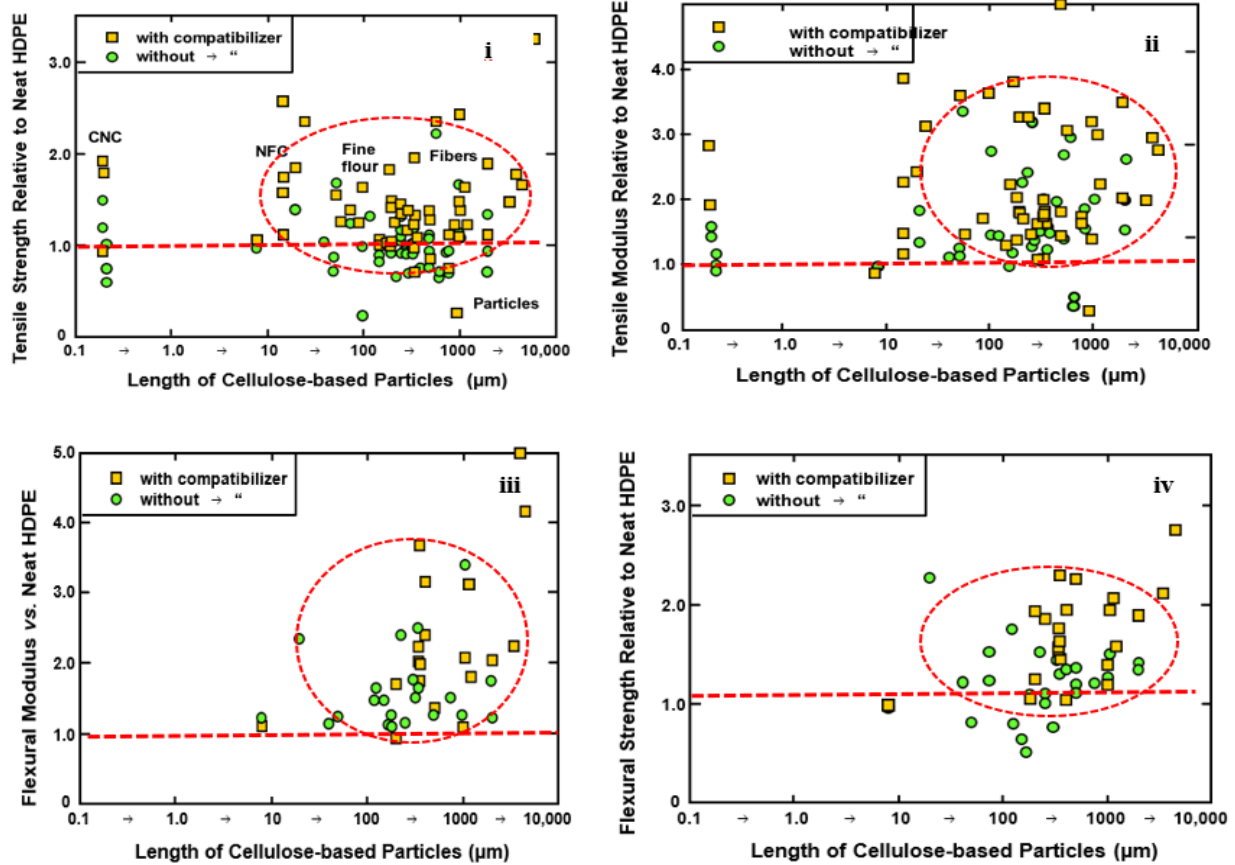 Tensile Strength Relative to Neat HDPE
with compatibilizer
without → “
i
3.0
2.0
1.0
0
CNC
NFC
Fine
flour
Fibers
Particles
0.1 → 1.0 → 10 → 100 → 1000 → 10,000
Length of Cellulose-based Particles (µm)
Tensile Modulus Relative to Neat HDPE
with compatibilizer
without → “
ii
4.0
3.0
2.0
1.0
0
0.1 → 1.0 → 10 → 100 → 1000 → 10,000
Length of Cellulose-based Particles (µm)
Flexural Modulus vs. Neat HDPE
with compatibilizer
without → “
iii
5.0
4.0
3.0
2.0
1.0
0
0.1 → 1.0 → 10 → 100 → 1000 → 10,000
Length of Cellulose-based Particles (µm)
Flexural Strength Relative to Neat HDPE
with compatibilizer
without → “
iv
3.0
2.0
1.0
0
0.1 → 1.0 → 10 → 100 → 1000 → 10,000
Length of Cellulose-based Particles (µm)